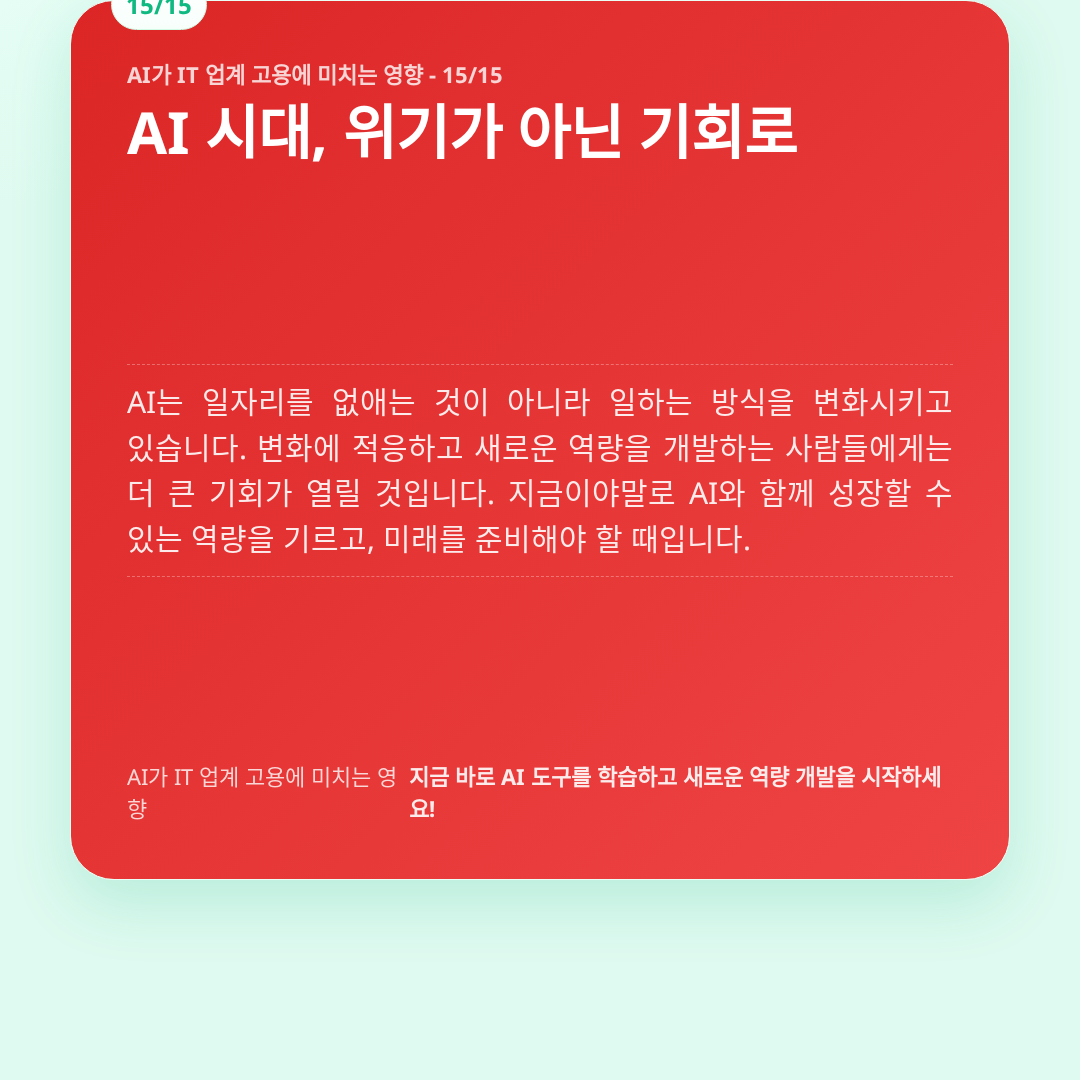 15/15
AI가 IT 업계 고용에 미치는 영향 - 15/15
AI 시대, 위기가 아닌 기회로
AI는 일자리를 없애는 것이 아니라 일하는 방식을 변화시키고
있습니다. 변화에 적응하고 새로운 역량을 개발하는 사람들에게는
더 큰 기회가 열릴 것입니다. 지금이야말로 AI와 함께 성장할 수
있는 역량을 기르고, 미래를 준비해야 할 때입니다.
AI가 IT 업계 고용에 미치는 영
향
지금 바로 AI 도구를 학습하고 새로운 역량 개발을 시작하세
요!